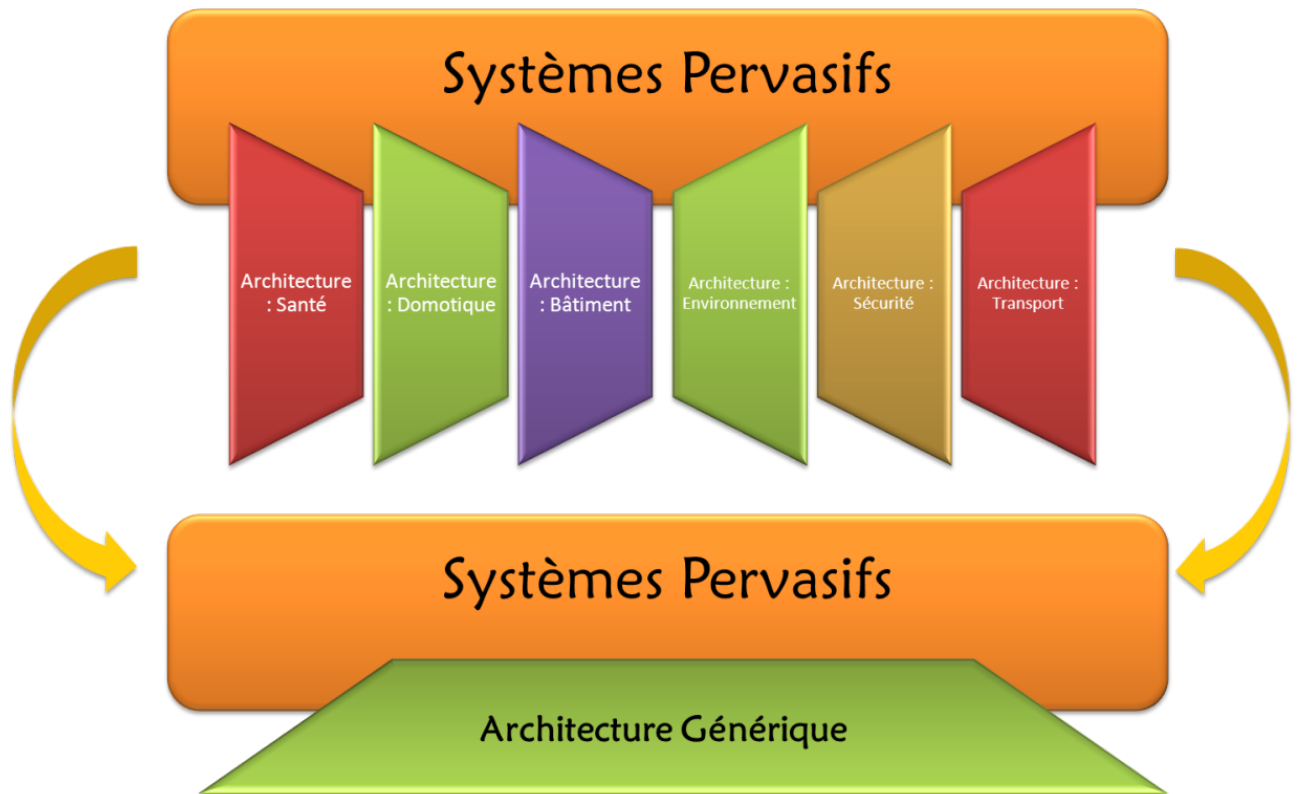 Systèmes Pervasifs
Architecture
: Santé
Architecture
: Domotique
Architecture
: Bâtiment
Architecture :
Environnement
Architecture :
Sécurité
Architecture :
Transport
Systèmes Pervasifs
Architecture Générique